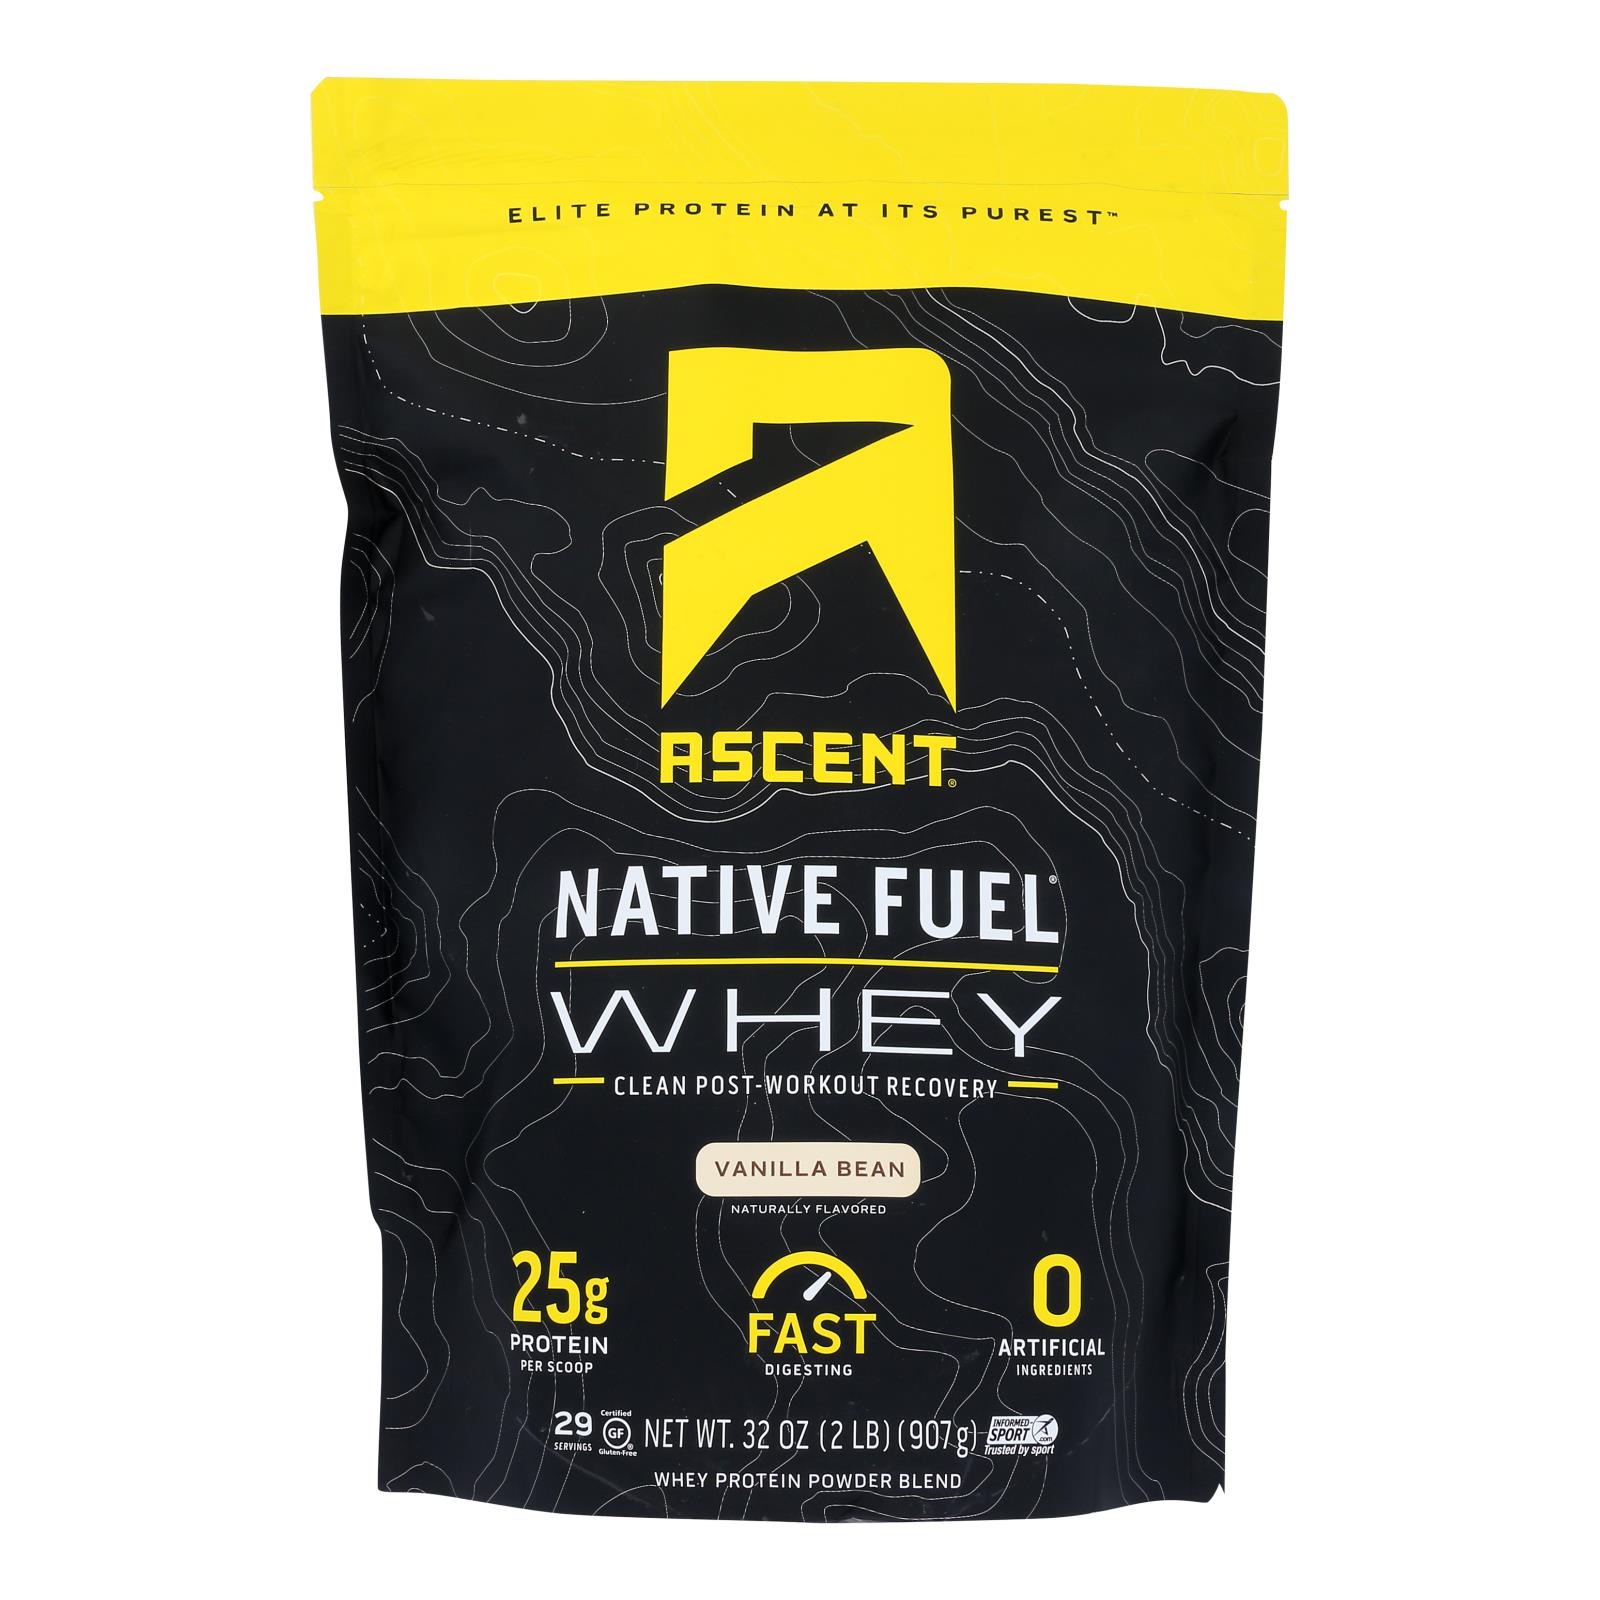 ELITE PROTEIN AT ITS PUREST™
ASCENT®
NATIVE FUEL®
WHEY
CLEAN POST-WORKOUT RECOVERY
VANILLA BEAN
NATURALLY FLAVORED
25g
PROTEIN
PER SCOOP
FAST
DIGESTING
0
ARTIFICIAL
INGREDIENTS
29
SERVINGS
Certified
GF®
Gluten-Free
NET WT. 32 OZ (2 LB) (907g)
INFORMED-
SPORT
.com
Trusted by sport
WHEY PROTEIN POWDER BLEND